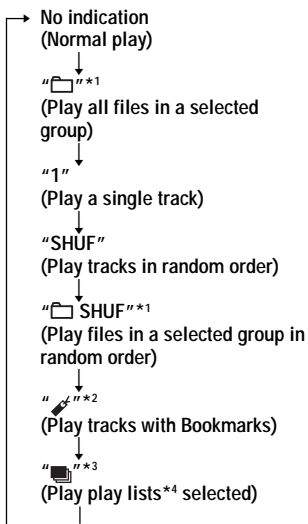 No indication
(Normal play)
“ ”*1
(Play all files in a selected
group)
“1”
(Play a single track)
“SHUF”
(Play tracks in random order)
“ SHUF”*1
(Play files in a selected group in
random order)
“ ”*2
(Play tracks with Bookmarks)
“ ”*3
(Play play lists*4 selected)